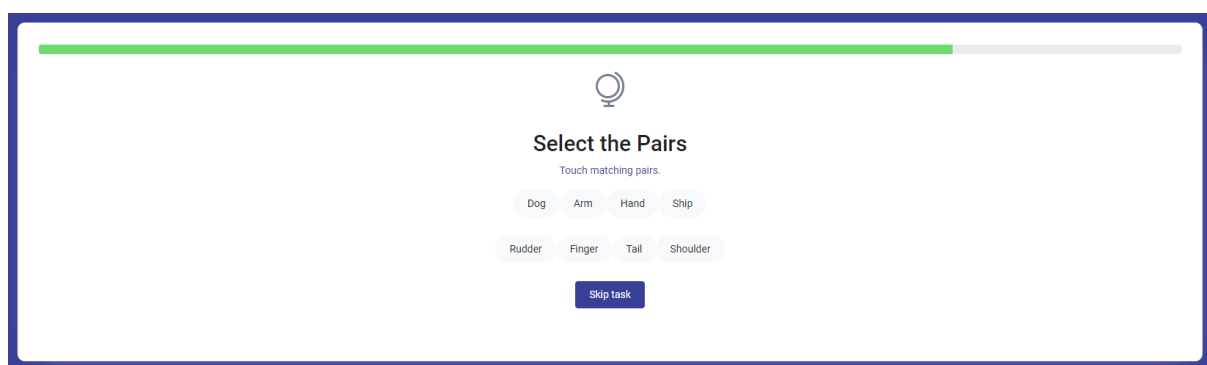 Select the Pairs
Touch matching pairs.
Dog Arm Hand Ship
Rudder Finger Tail Shoulder
Skip task